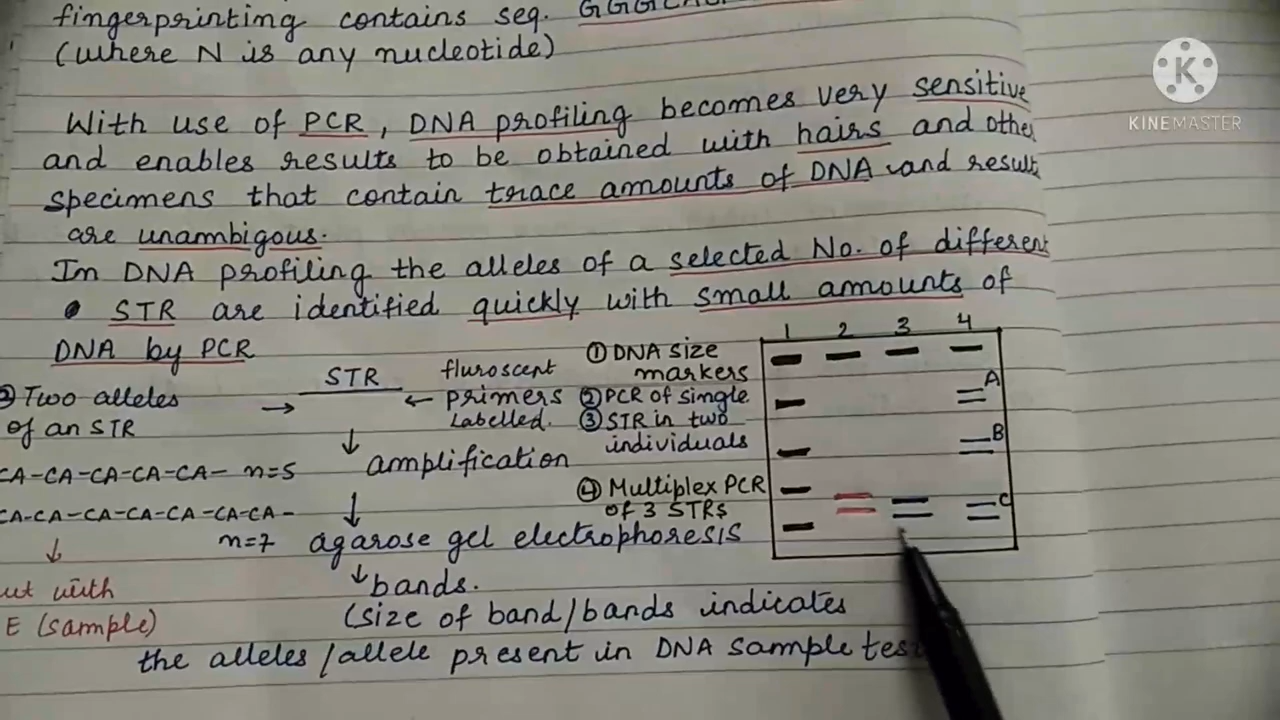 fingerprinting contains seq. GGG
(where N is any nucleotide)
With use of PCR, DNA profiling becomes very sensitive
and enables results to be obtained with hairs and other
specimens that contain trace amounts of DNA and result
are unambigous.
In DNA profiling the alleles of a selected No. of different
• STR are identified quickly with small amounts of
DNA by PCR
Two alleles
of an STR
CA-CA-CA-CA-CA- n=5
CA-CA-CA-CA-CA-CA-CA-
n=7
E (sample)
STR
→
fluroscent
← primers
Labelled.
↓ amplification
↓
agarose gel electrophoresis
↓ bands.
(size of band/bands indicates
the alleles/allele present in DNA sample
① DNA size
markers
② PCR of single
③ STR in two
individuals
④ Multiplex PCR
of 3 STRs
1 2 3 4
A
B
C
K
KINEMASTER